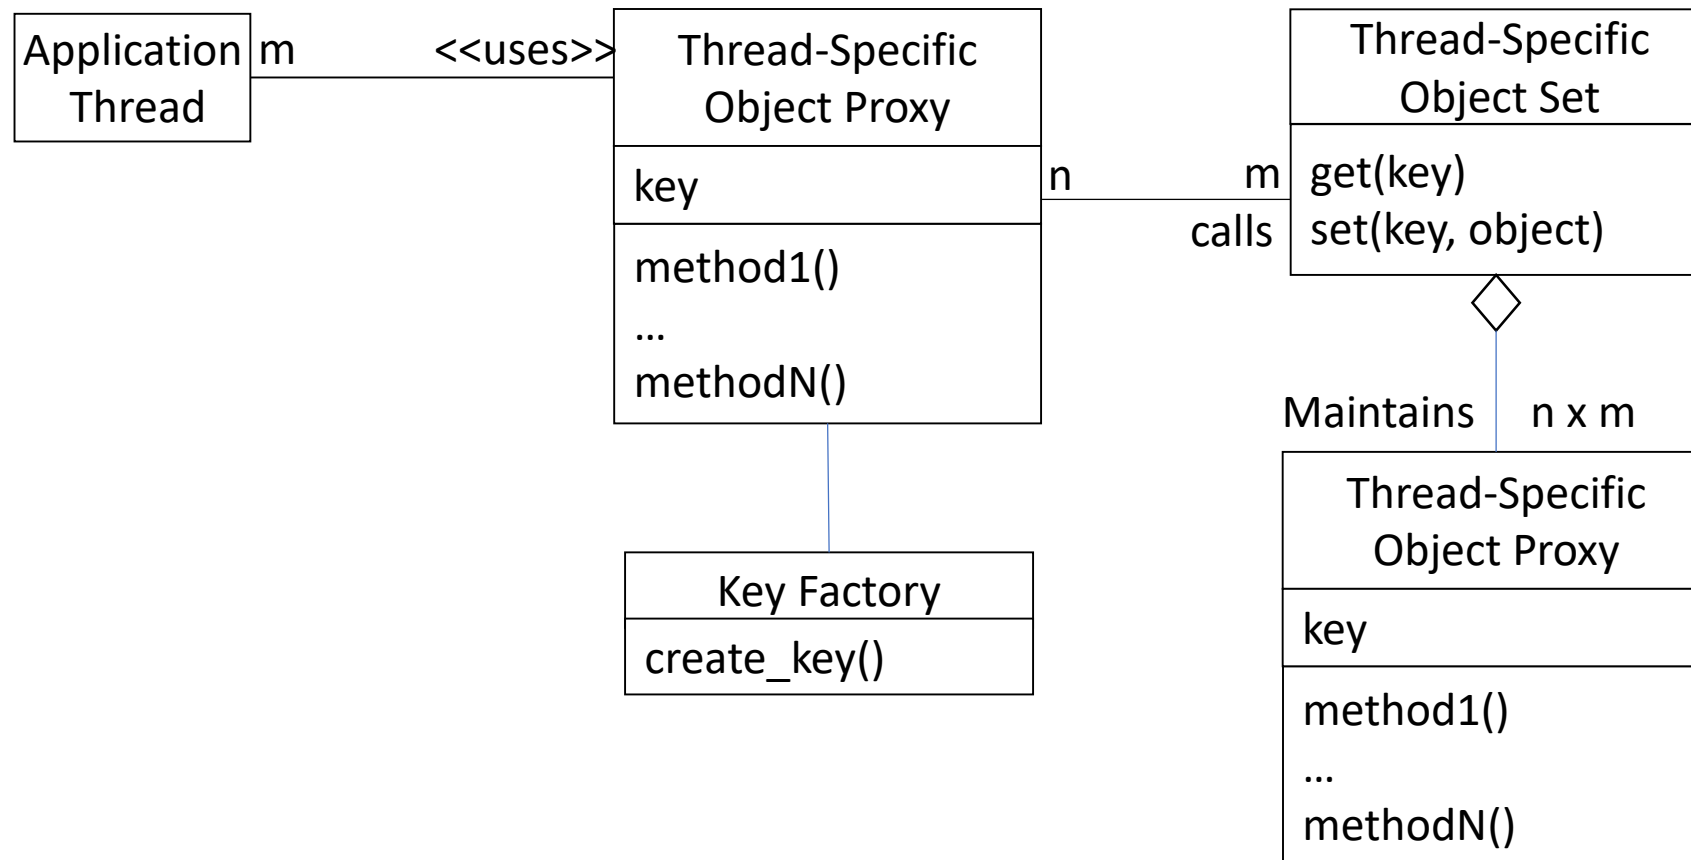 Application
Thread
m
<<uses>>
Thread-Specific
Object Proxy
key
method1()
...
methodN()
n
m
calls
Thread-Specific
Object Set
get(key)
set(key, object)
Maintains
n x m
Key Factory
create_key()
Thread-Specific
Object Proxy
key
method1()
...
methodN()